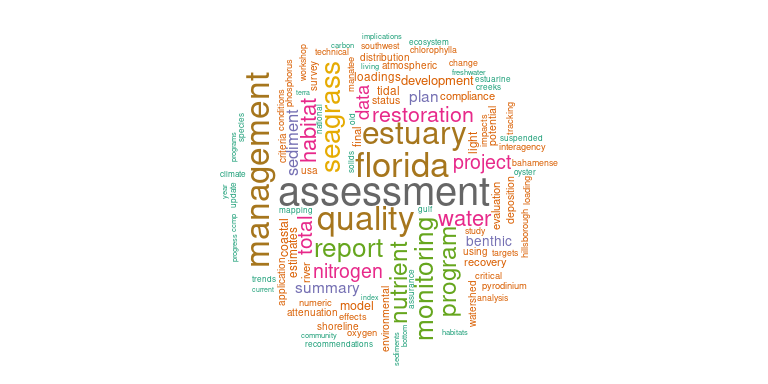 implications
carbon
southwest
ecosystem
technical
distribution
chlorophylla
workshop
living
atmospheric
change
survey
manatee
loadings
development
freshwater
estuarine
creeks
phosphorus
terra
seagrass
data
tidal
status
plan
compliance
management
conditions
habitat
national
old
restoration
impacts
potential
tracking
species
sediment
final
estuary
light
suspended
interagency
programs
criteria
solids
florida
project
bahamense
climate
usa
oyster
year
update
assessment
evaluation
deposition
loading
mapping
quality
gulf
water
ccmp
progress
coastal
total
report
nutrient
monitoring
program
study
benthic
hillsborough
estimates
using
targets
river
nitrogen
assurance
recovery
trends
application
critical
current
summary
pyrodinium
numeric
model
index
watershed
analysis
attenuation
effects
environmental
shoreline
oxygen
bottom
habitats
community
recommendations
sediments